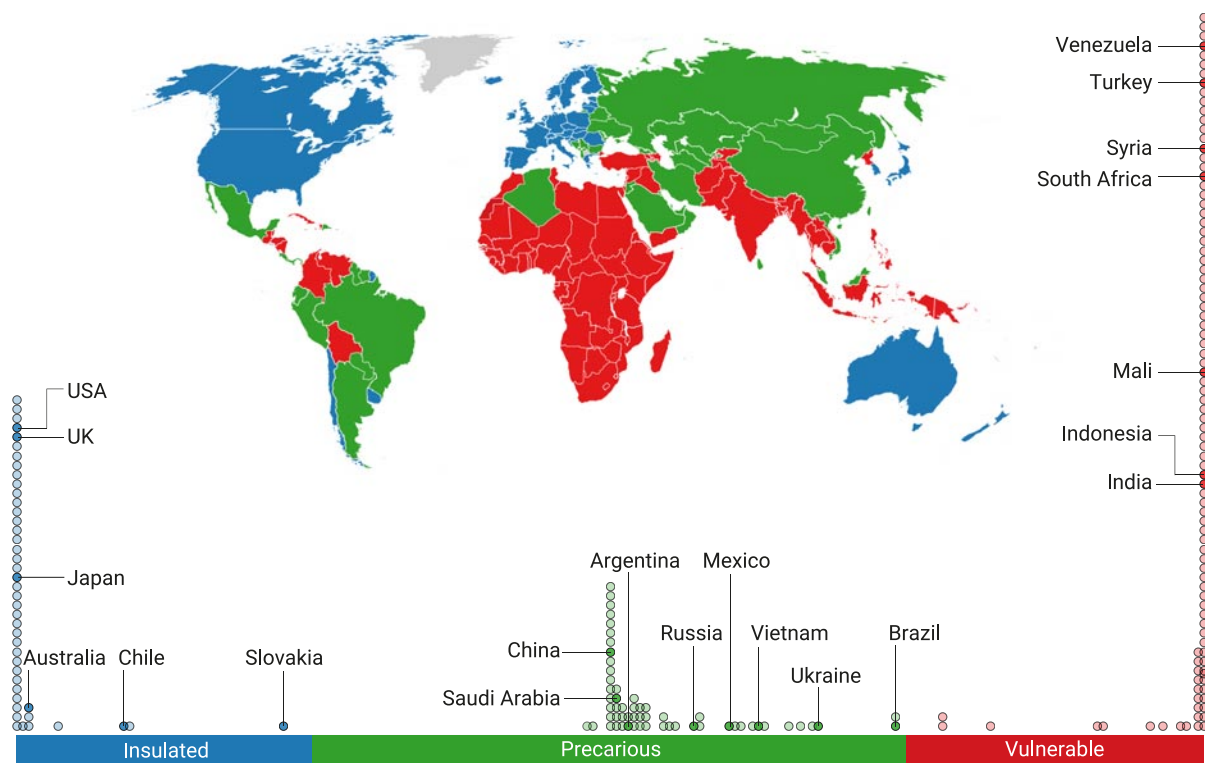 Venezuela
Turkey
Syria
South Africa
USA
UK
Mali
Indonesia
India
Argentina Mexico
Japan
Russia Vietnam Brazil
China
Australia Chile Slovakia
Ukraine
Saudi Arabia
Insulated Precarious Vulnerable